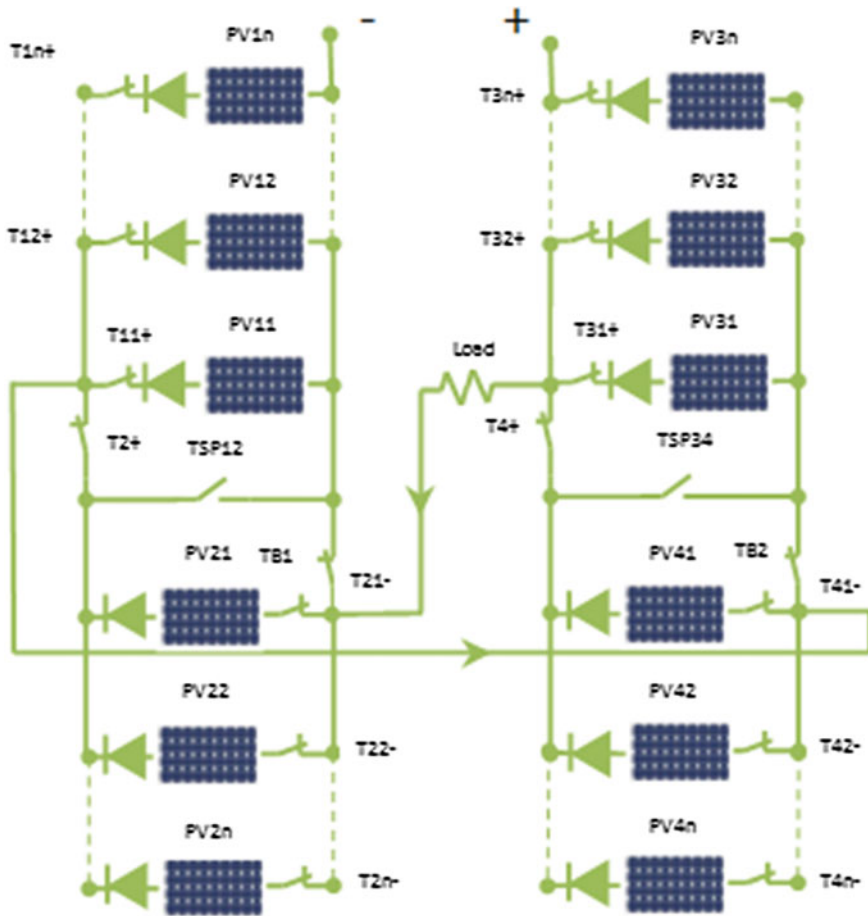 - +
T1n+ PV1n T3n+ PV3n
T12+ PV12 T32+ PV32
T11+ PV11 Load T31+ PV31
T2+ TSP12 T4+ TSP34
PV21 TB1 T21- PV41 TB2 T41-
PV22 T22- PV42 T42-
PV2n T2n- PV4n T4n-